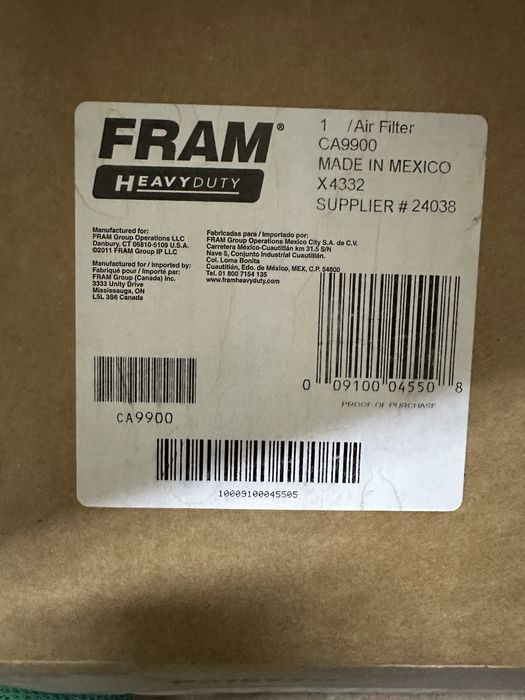 FRAM®
HEAVYDUTY
1 /Air Filter
CA9900
MADE IN MEXICO
X4332
SUPPLIER # 24038
Manufactured for:
FRAM Group Operations LLC
Danbury, CT 06810-5109 U.S.A.
©2011 FRAM Group IP LLC
Manufactured for / Imported by:
Fabriqué pour / Importé par:
FRAM Group (Canada) Inc.
3333 Unity Drive
Mississauga, ON
L5L 3S6 Canada
Fabricadas para / Importado por:
FRAM Group Operations Mexico City S.A. de C.V.
Carretera México-Cuautitlán km 31.5 S/N
Nave 5, Conjunto Industrial Cuautitlán.
Col. Loma Bonita
Cuautitlán, Edo. de México, MEX, C.P. 54800
Tel. 01 800 7154 135
www.framheavyduty.com
0 09100 04550 8
PROOF OF PURCHASE
CA9900
10009100045505